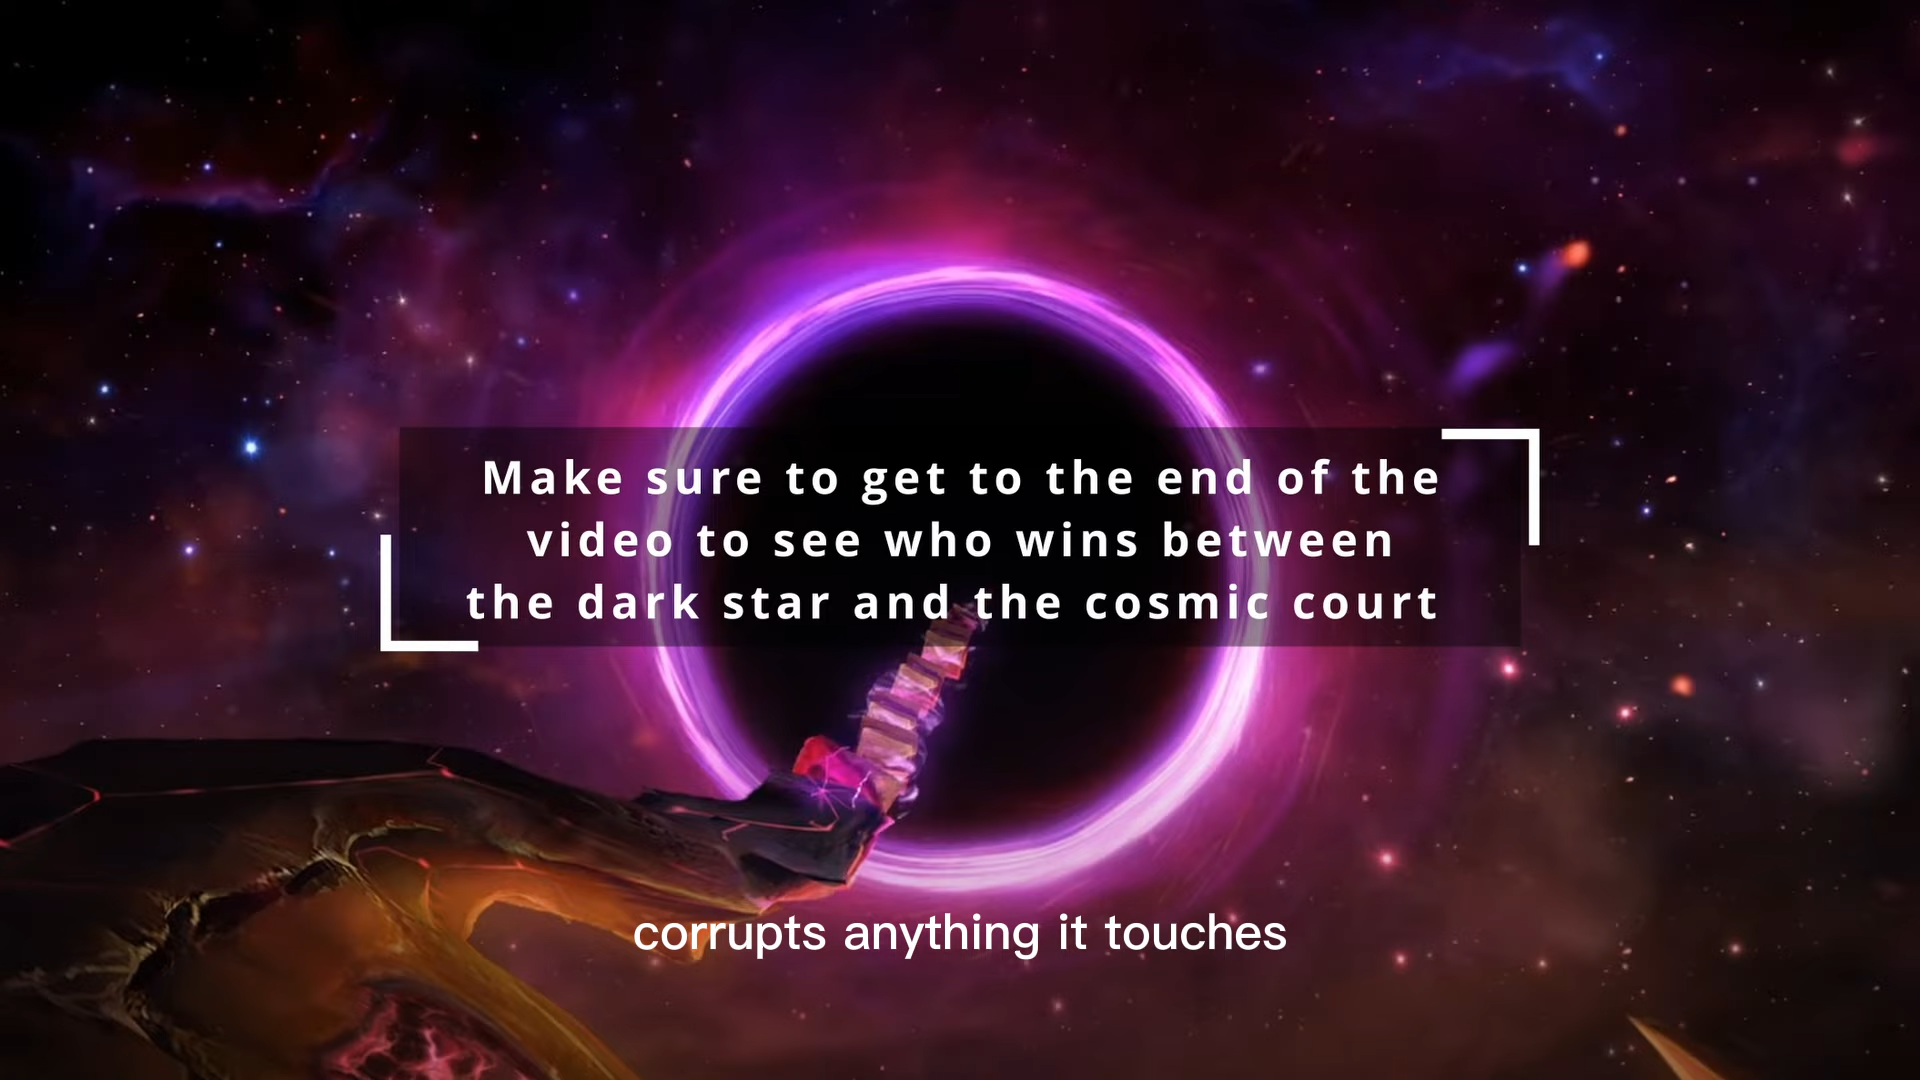 Make sure to get to the end of the
video to see who wins between
the dark star and the cosmic court
corrupts anything it touches